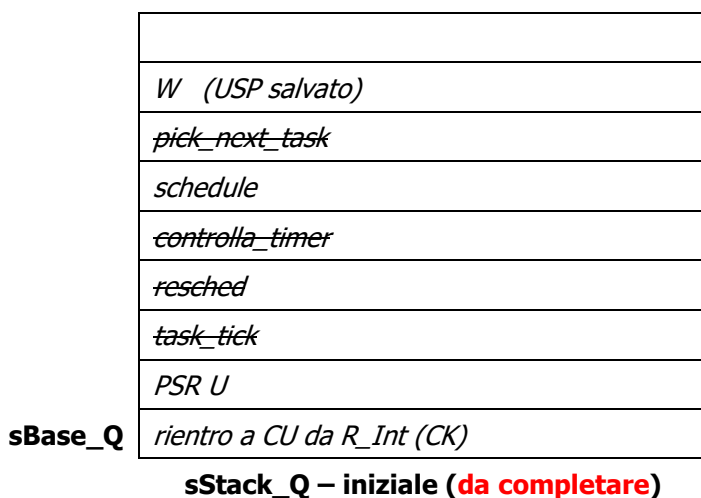 W (USP salvato)
pick_next_task
schedule
controlla_timer
resched
task_tick
PSR U
sBase_Q rientro a CU da R_Int (CK)
sStack_Q – iniziale (da completare)